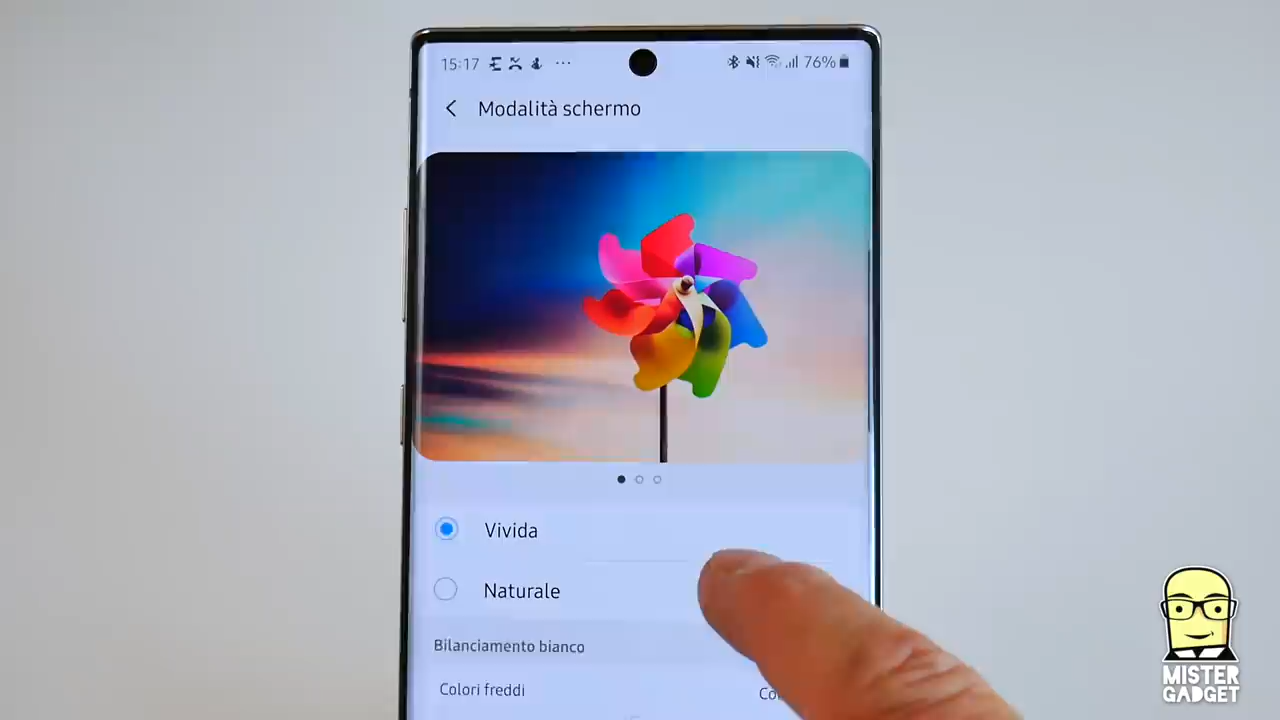 15:17 76%
Modalità schermo
Vivida
Naturale
Bilanciamento bianco
Colori freddi
MISTER
GADGET